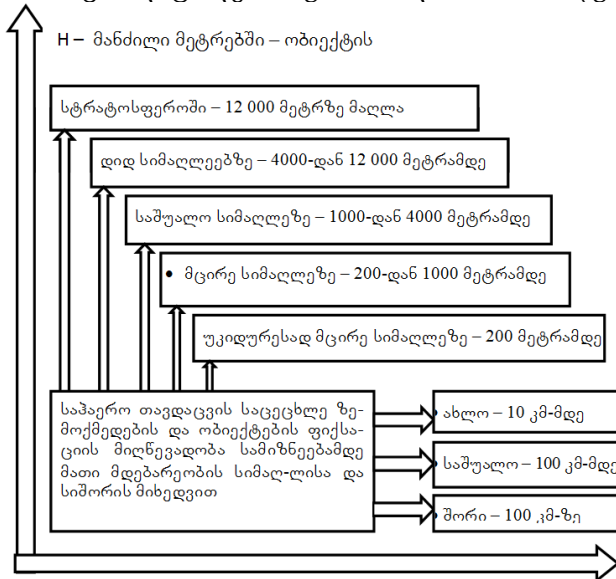 H – მანძილი მეტრებში – ობიექტის
სტრატოსფეროში – 12 000 მეტრზე მაღლა
დიდ სიმაღლეებზე – 4000-დან 12 000 მეტრამდე
საშუალო სიმაღლეზე – 1000-დან 4000 მეტრამდე
• მცირე სიმაღლეზე – 200-დან 1000 მეტრამდე
უკიდურესად მცირე სიმაღლეზე – 200 მეტრამდე
საჰაერო თავდაცვის საცეცხლე ზე-
მოქმედების და ობიექტების ფიქსა-
ციის მიღწევადობა სამიზნეებამდე
მათი მდებარეობის სიმაღ-ლისა და
სიშორის მიხედვით
• ახლო – 10 კმ-მდე
• საშუალო – 100 კმ-მდე
• შორი – 100 კმ-ზე